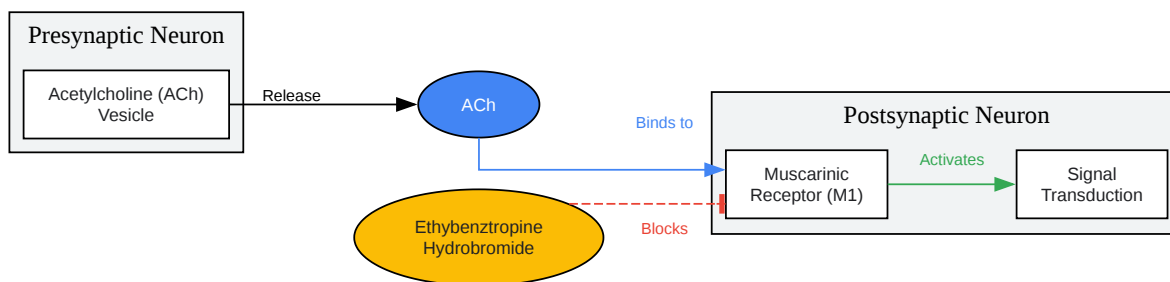 Presynaptic Neuron
Acetylcholine (ACh)
Vesicle
Release
ACh
Binds to
Postsynaptic Neuron
Muscarinic
Receptor (M1)
Activates
Signal
Transduction
Ethybenztropine
Hydrobromide
Blocks